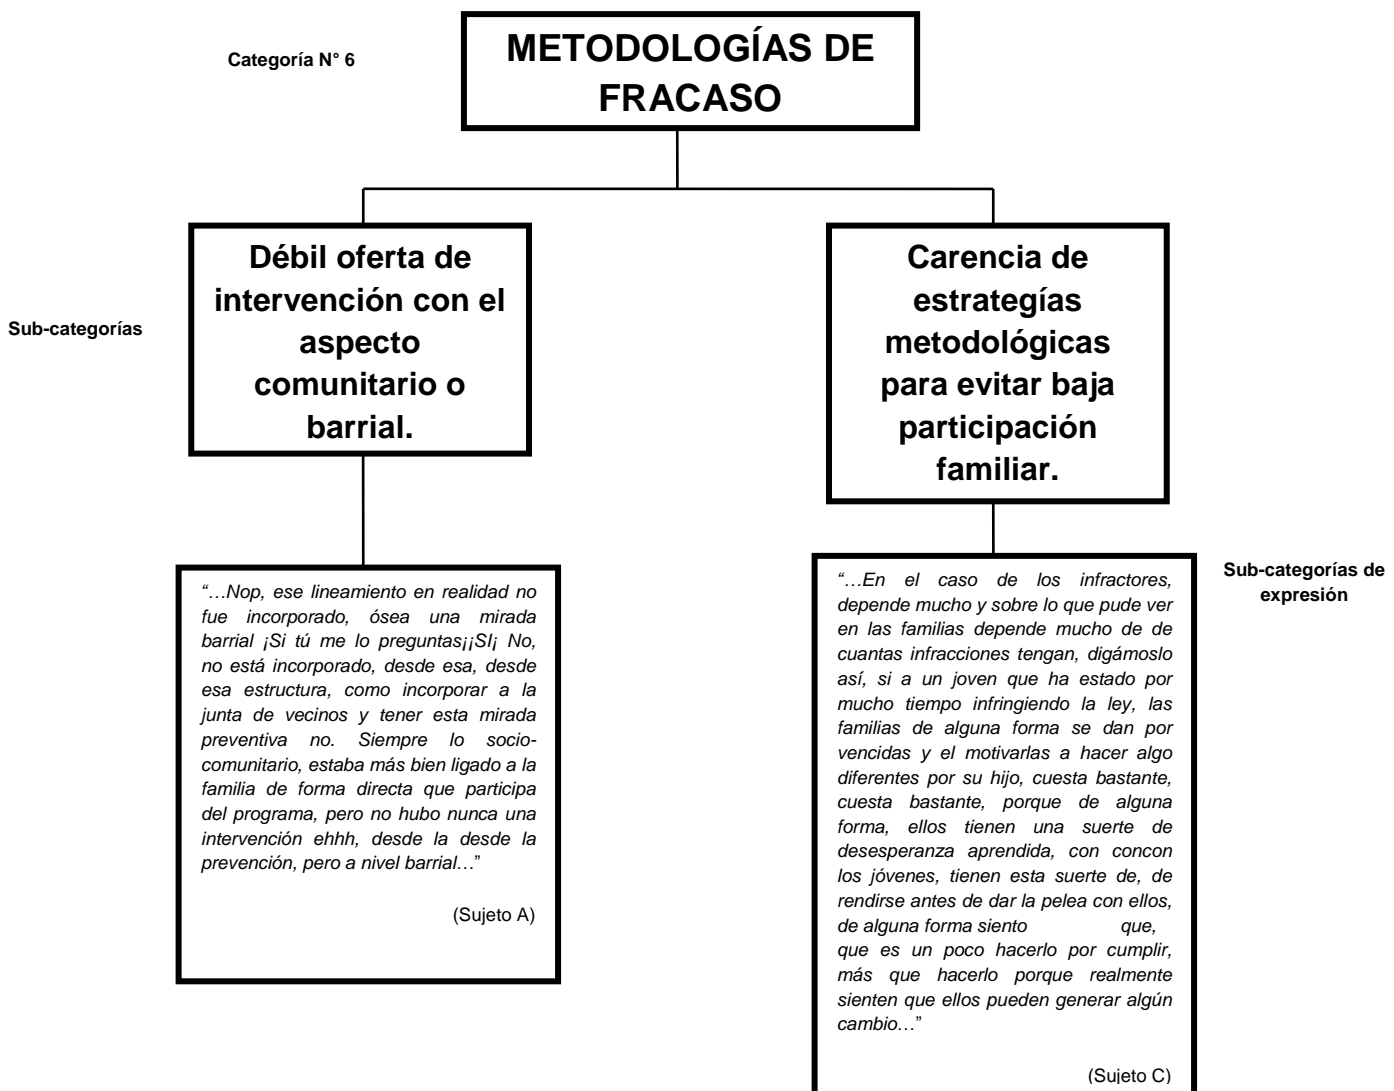 Categoría N° 6
METODOLOGÍAS DE
FRACASO
Sub-categorías
Débil oferta de
intervención con el
aspecto
comunitario o
barrial.
Carencia de
estrategías
metodológicas
para evitar baja
participación
familiar.
“…Nop, ese lineamiento en realidad no
fue incorporado, ósea una mirada
barrial ¡Si tú me lo preguntas¡¡SI¡ No,
no está incorporado, desde esa, desde
esa estructura, como incorporar a la
junta de vecinos y tener esta mirada
preventiva no. Siempre lo socio-
comunitario, estaba más bien ligado a la
familia de forma directa que participa
del programa, pero no hubo nunca una
intervención ehhh, desde la desde la
prevención, pero a nivel barrial…”
(Sujeto A)
“…En el caso de los infractores,
depende mucho y sobre lo que pude ver
en las familias depende mucho de de
cuantas infracciones tengan, digámoslo
así, si a un joven que ha estado por
mucho tiempo infringiendo la ley, las
familias de alguna forma se dan por
vencidas y el motivarlas a hacer algo
diferentes por su hijo, cuesta bastante,
cuesta bastante, porque de alguna
forma, ellos tienen una suerte de
desesperanza aprendida, con concon
los jóvenes, tienen esta suerte de, de
rendirse antes de dar la pelea con ellos,
de alguna forma siento que,
que es un poco hacerlo por cumplir,
más que hacerlo porque realmente
sienten que ellos pueden generar algún
cambio…”
(Sujeto C)
Sub-categorías de
expresión